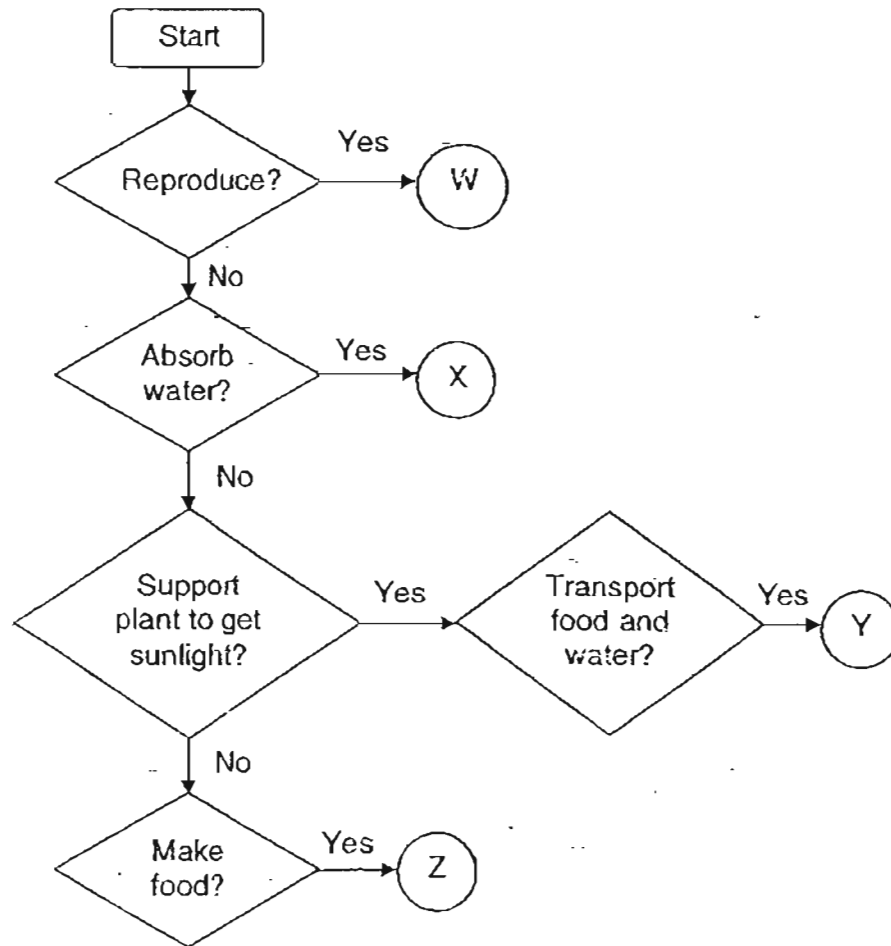 Start
Reproduce?
Yes
W
No
Absorb
water?
Yes
X
No
Support
plant to get
sunlight?
Yes
Transport
food and
water?
Yes
Y
No
Make
food?
Yes
Z